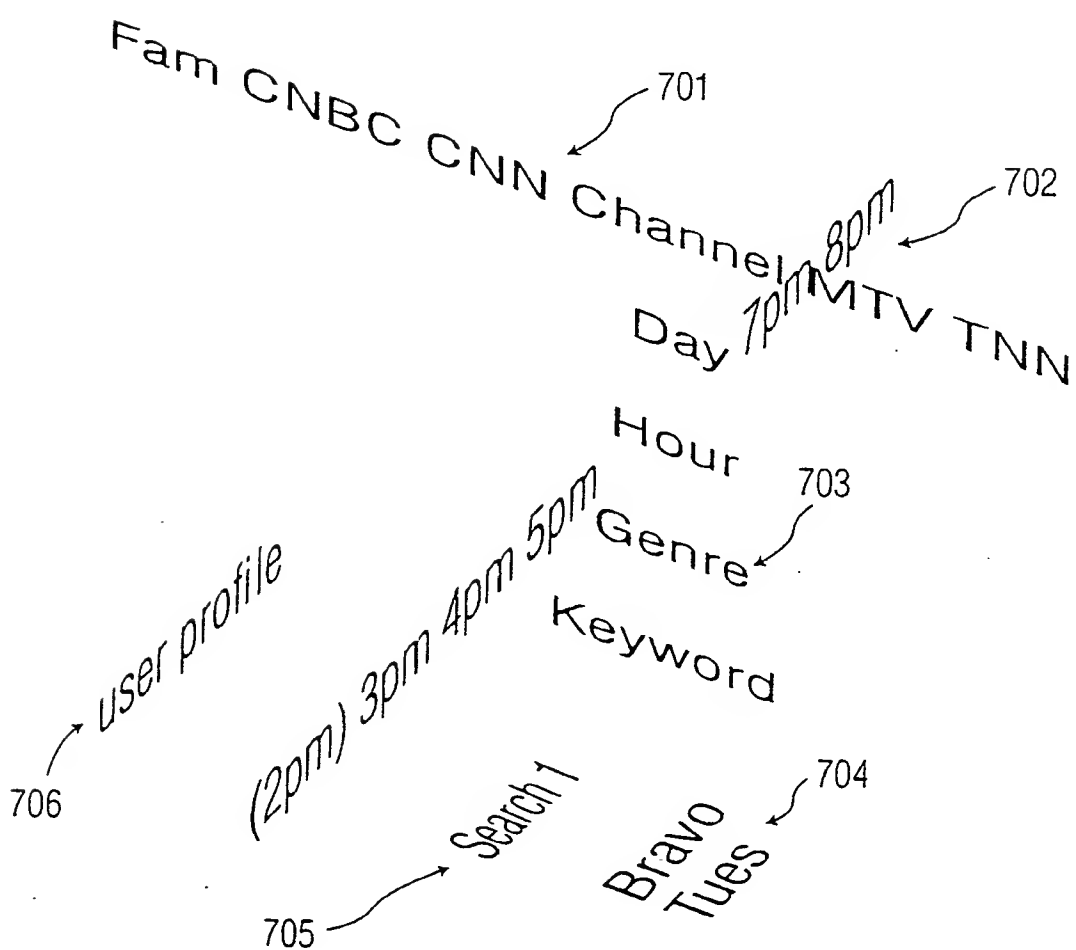 Fam CNBC CNN Channel MTV TNN
701
702
7pm 8pm
Day
Hour
Genre
703
Keyword
(2pm) 3pm 4pm 5pm
user profile
706
Search 1
705
Bravo
Tues
704